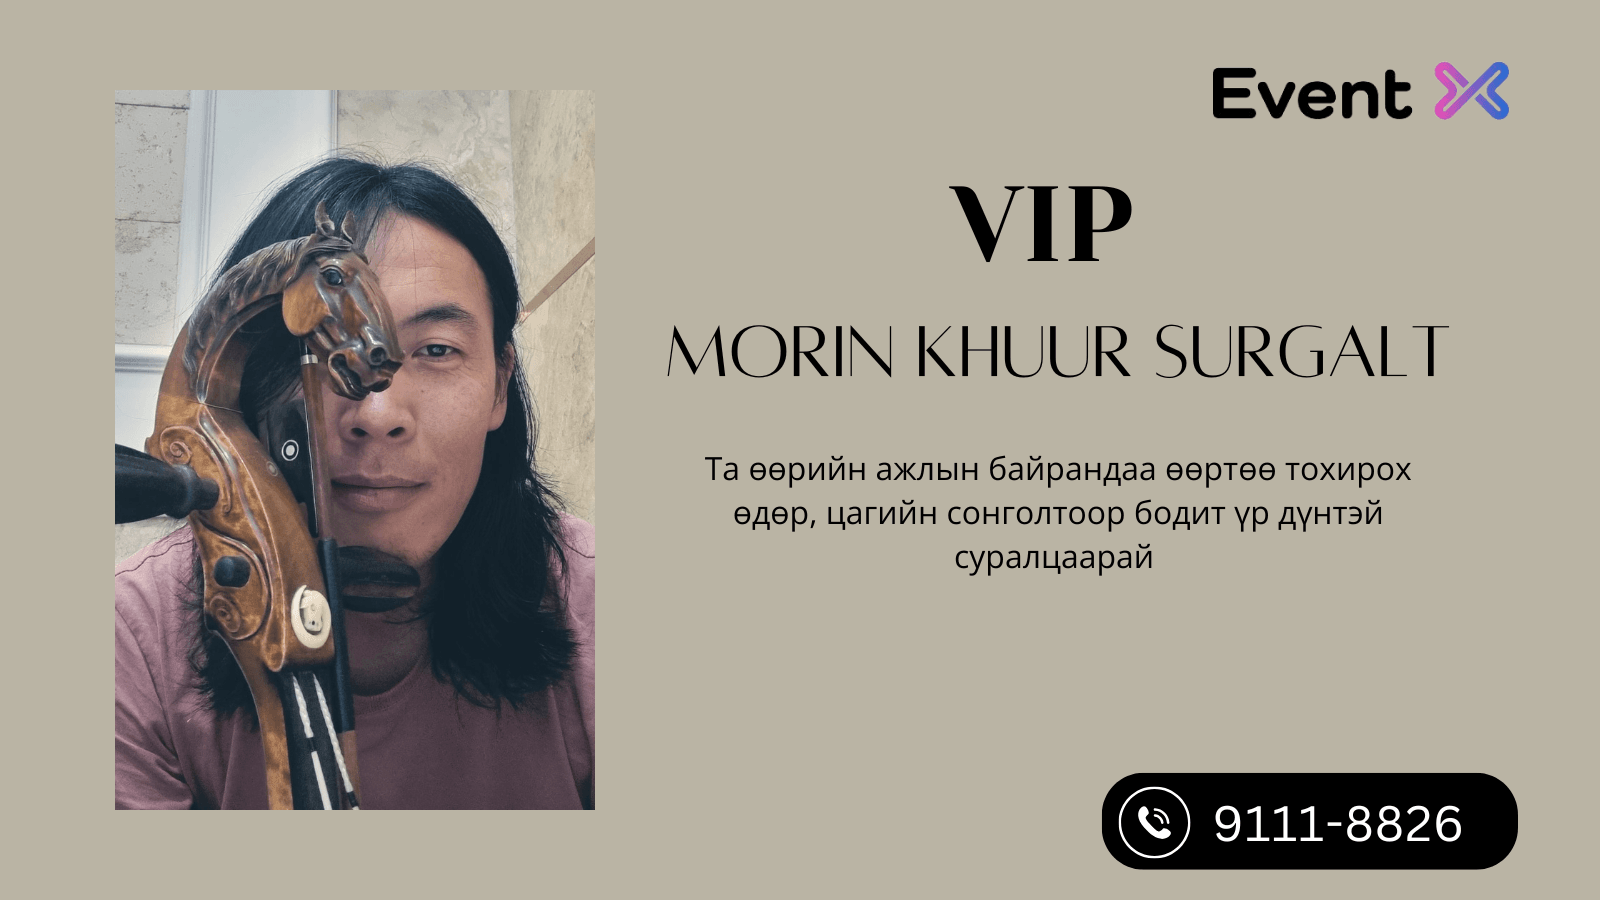 Event X
VIP
MORIN KHUUR SURGALT
Та өөрийн ажлын байрандаа өөртөө тохирох
өдөр, цагийн сонголтоор бодит үр дүнтэй
суралцаарай
9111-8826